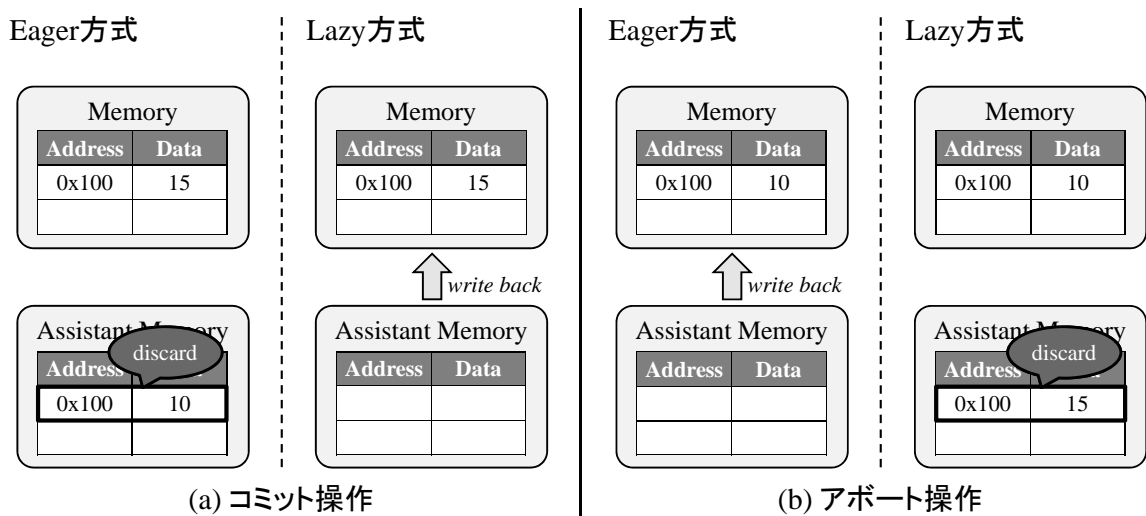 Eager方式
Memory
Address Data
0x100 15
Assistant Memory
discard
Address
0x100 10
Lazy方式
Memory
Address Data
0x100 15
write back
Assistant Memory
Address Data
(a) コミット操作
Eager方式
Memory
Address Data
0x100 10
write back
Assistant Memory
Address Data
Lazy方式
Memory
Address Data
0x100 10
Assistant Memory
discard
Address
0x100 15
(b) アボート操作